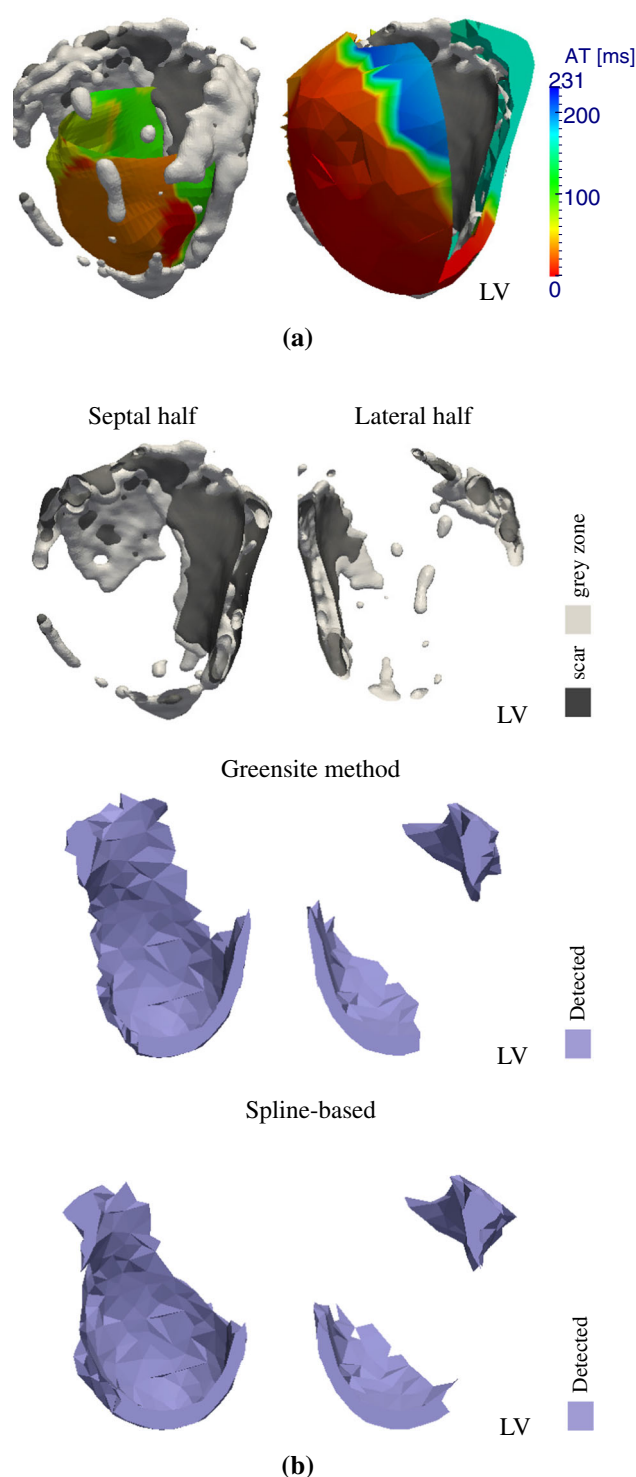 AT [ms]
231
200
100
0
LV
(a)
Septal half
Lateral half
grey zone
scar
LV
Greensite method
Detected
LV
Spline-based
Detected
LV
(b)